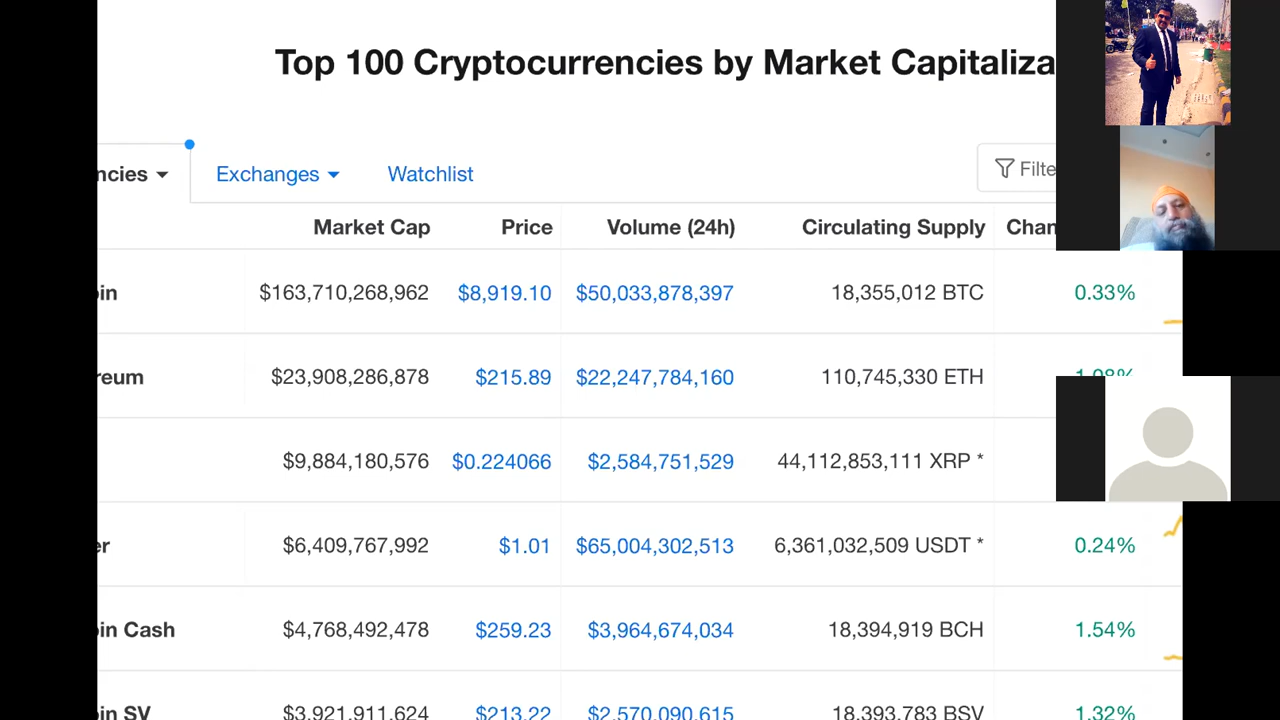 Top 100 Cryptocurrencies by Market Capitaliza
ncies Exchanges Watchlist Filte
Market Cap Price Volume (24h) Circulating Supply Chan
in $163,710,268,962 $8,919.10 $50,033,878,397 18,355,012 BTC 0.33%
reum $23,908,286,878 $215.89 $22,247,784,160 110,745,330 ETH 1.08%
$9,884,180,576 $0.224066 $2,584,751,529 44,112,853,111 XRP *
er $6,409,767,992 $1.01 $65,004,302,513 6,361,032,509 USDT * 0.24%
in Cash $4,768,492,478 $259.23 $3,964,674,034 18,394,919 BCH 1.54%
in SV $3,921,911,624 $213.22 $2,570,090,615 18,393,783 BSV 1.32%